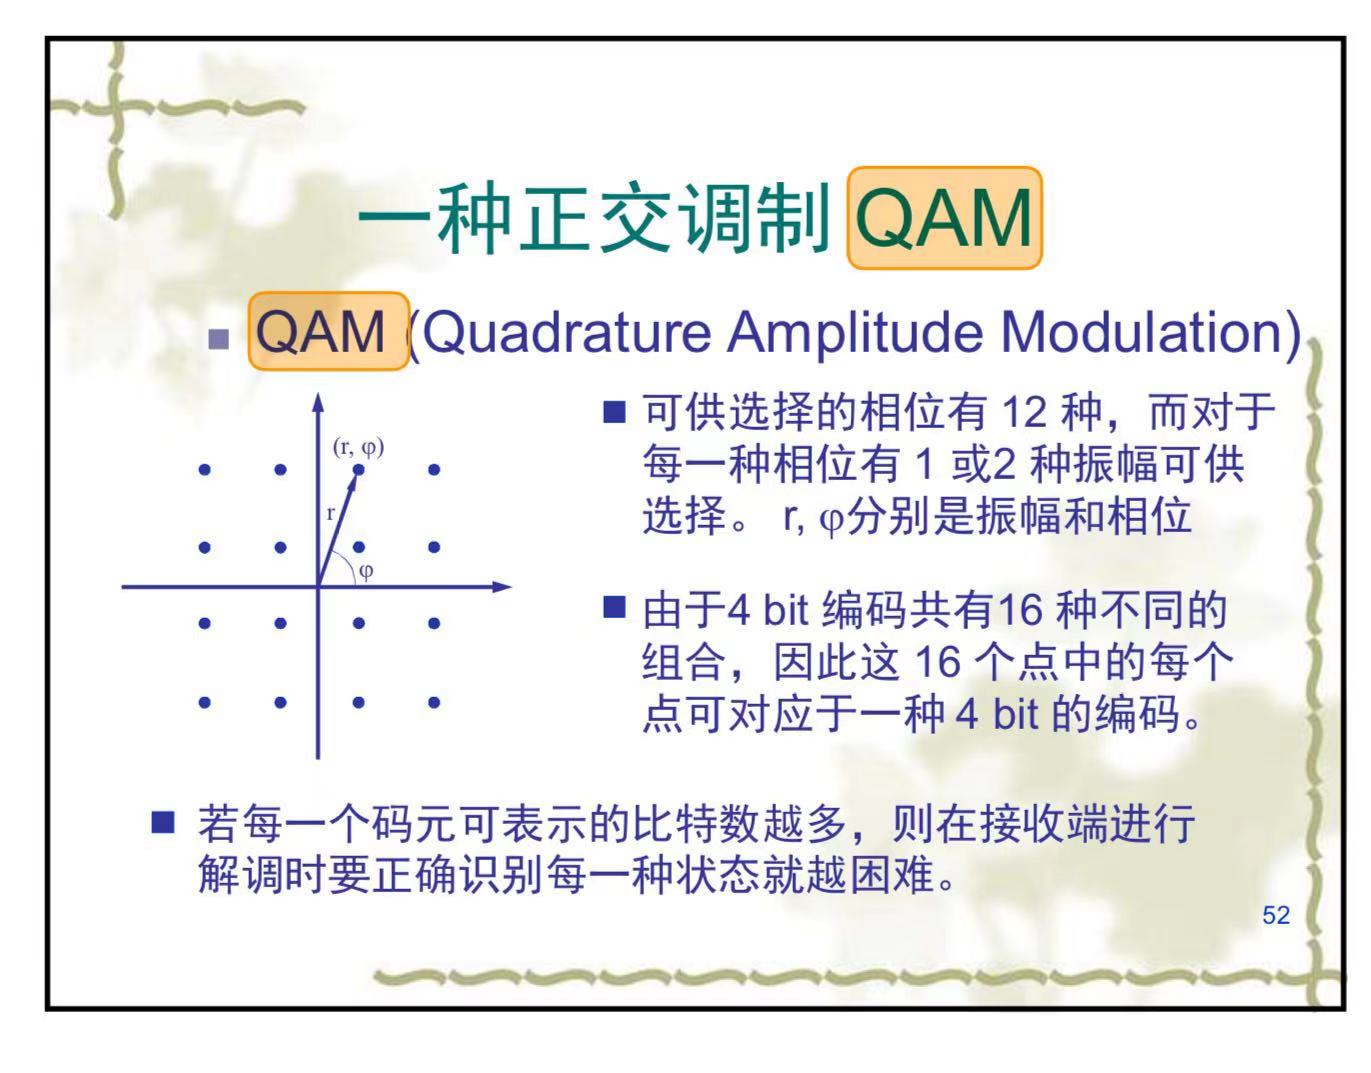 一种正交调制 QAM
QAM (Quadrature Amplitude Modulation)
(r, φ)
r
φ
可供选择的相位有 12 种，而对于
每一种相位有 1 或2 种振幅可供
选择。 r, φ分别是振幅和相位
由于4 bit 编码共有16 种不同的
组合，因此这 16 个点中的每个
点可对应于一种 4 bit 的编码。
若每一个码元可表示的比特数越多，则在接收端进行
解调时要正确识别每一种状态就越困难。
52